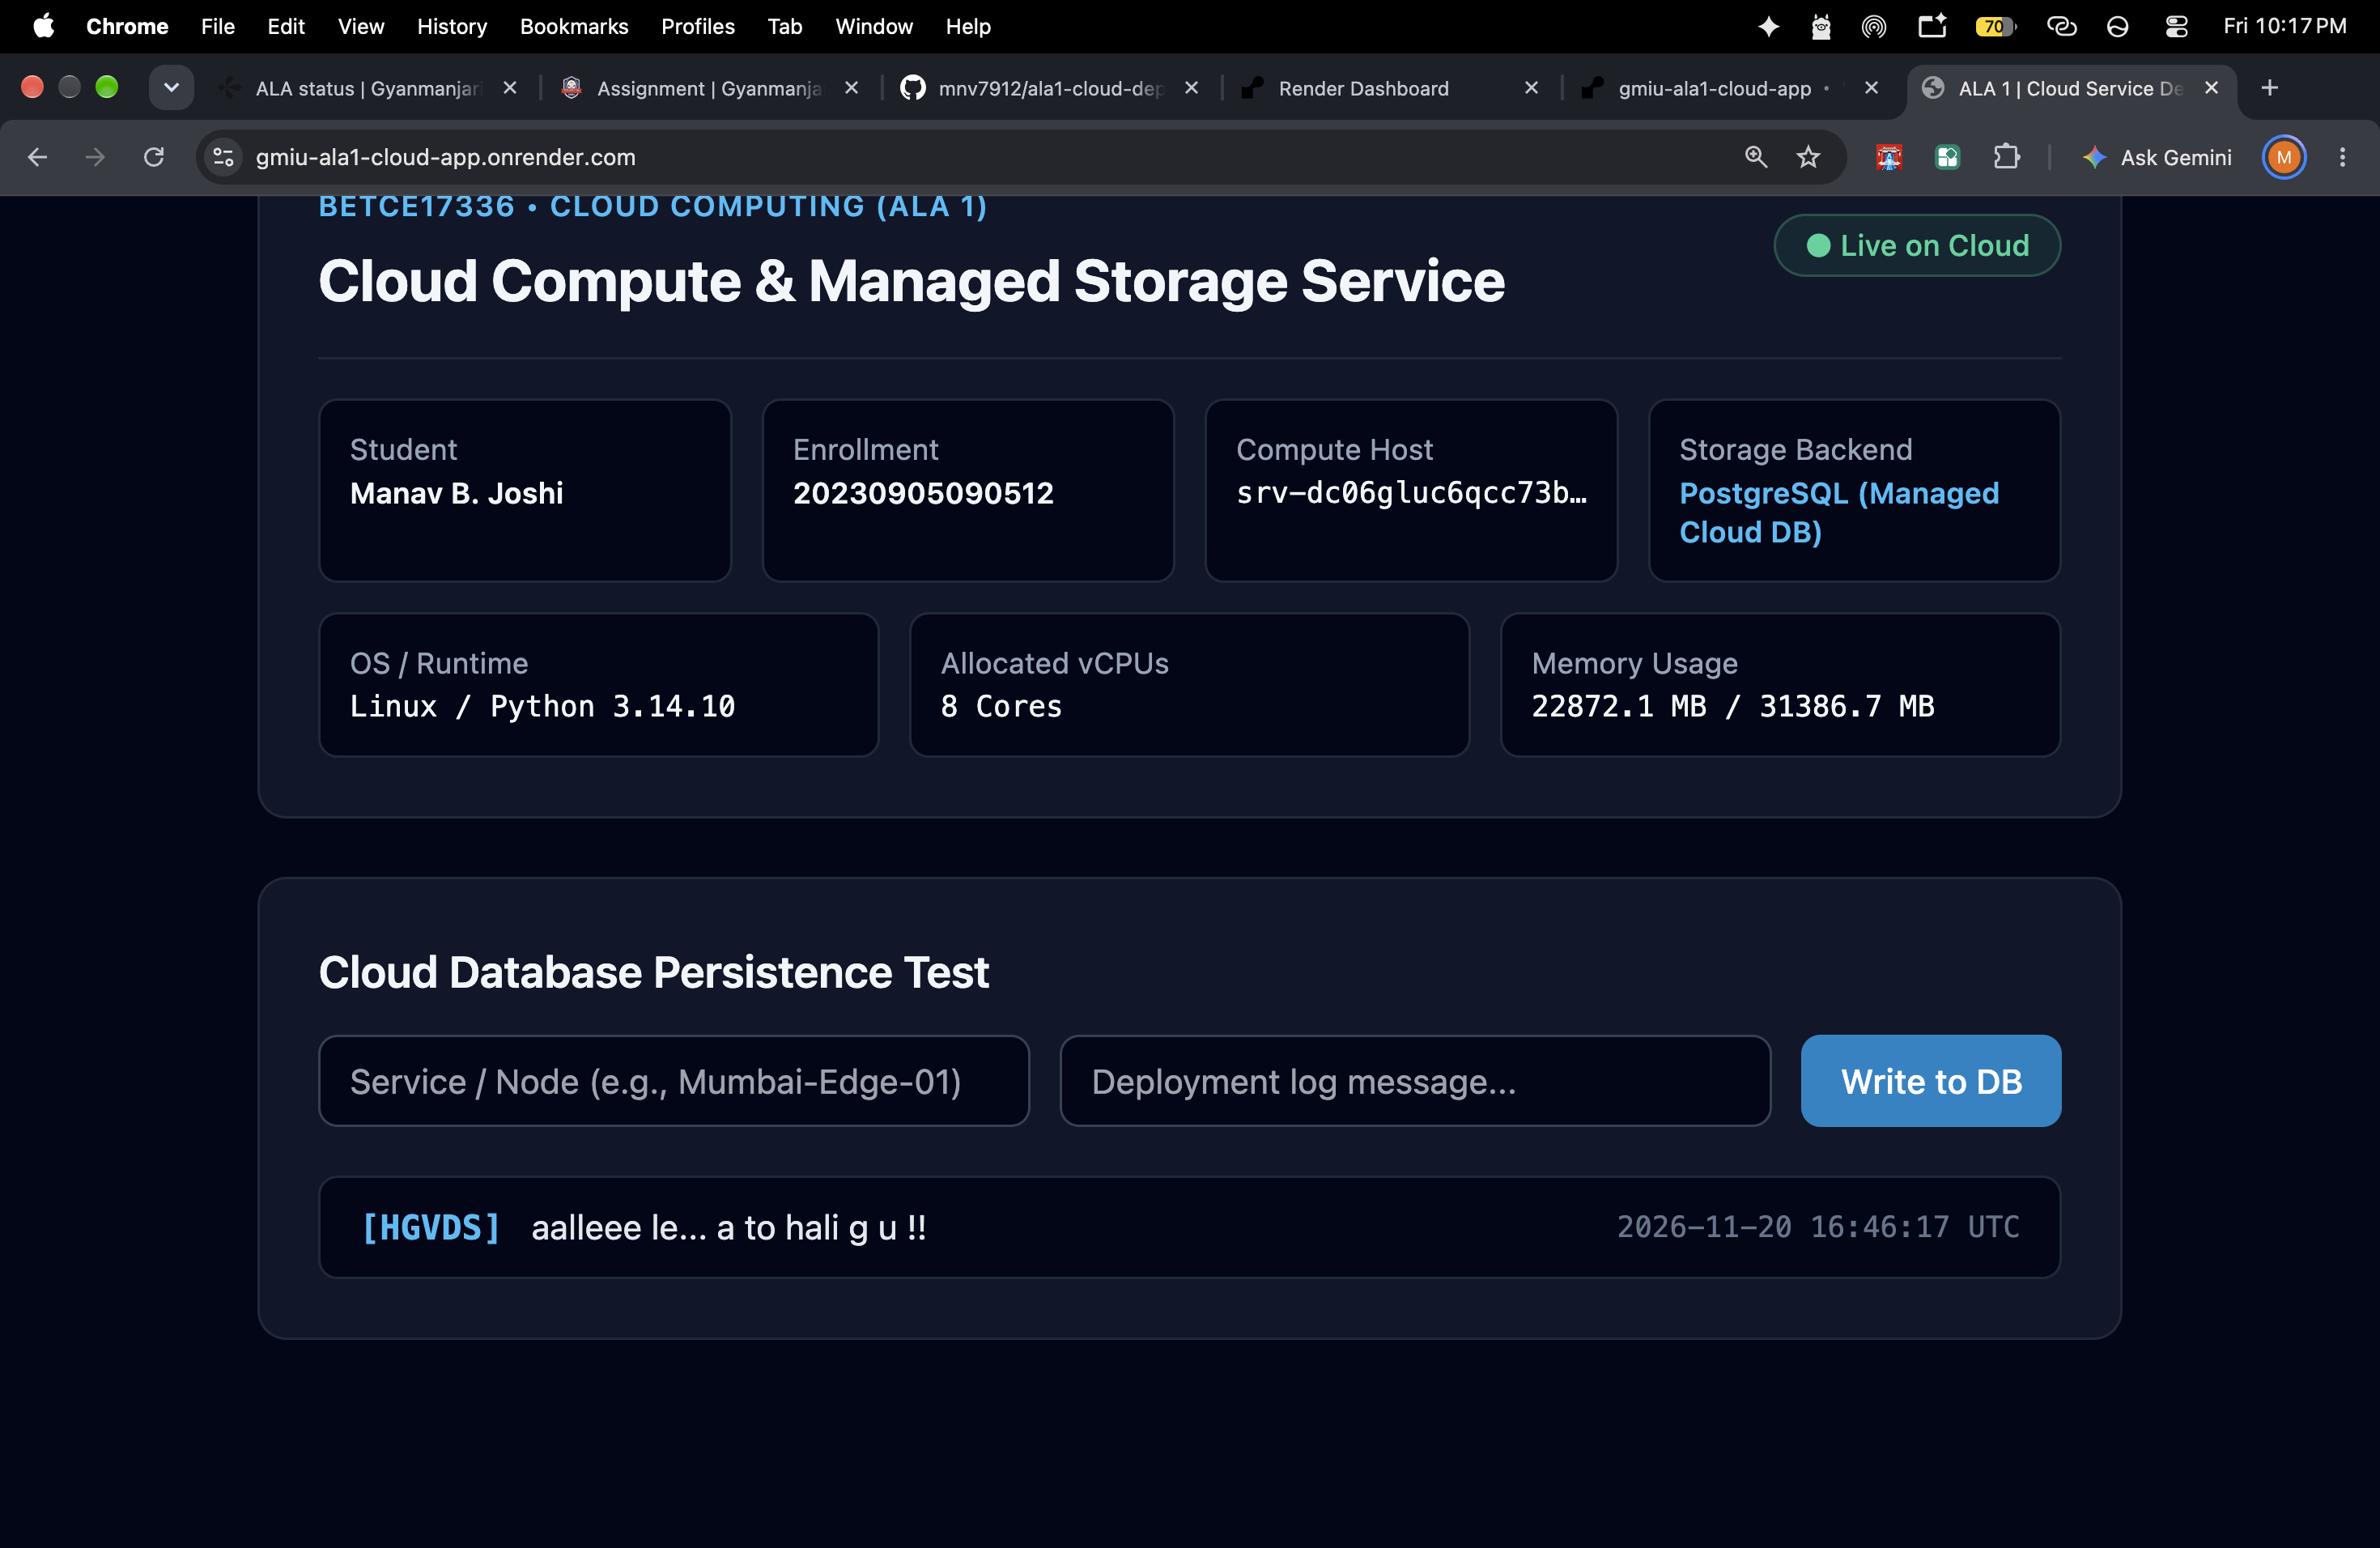 Chrome File Edit View History Bookmarks Profiles Tab Window Help 70 Fri 10:17 PM
ALA status | Gyanmanjari Assignment | Gyanmanja mnv7912/ala1-cloud-dep Render Dashboard gmiu-ala1-cloud-app • ALA 1 | Cloud Service De
gmiu-ala1-cloud-app.onrender.com Ask Gemini M
BETCE17336 • CLOUD COMPUTING (ALA 1)
Live on Cloud
Cloud Compute & Managed Storage Service
Student
Manav B. Joshi
Enrollment
20230905090512
Compute Host
srv-dc06gluc6qcc73b…
Storage Backend
PostgreSQL (Managed
Cloud DB)
OS / Runtime
Linux / Python 3.14.10
Allocated vCPUs
8 Cores
Memory Usage
22872.1 MB / 31386.7 MB
Cloud Database Persistence Test
Service / Node (e.g., Mumbai-Edge-01)
Deployment log message...
Write to DB
[HGVDS] aalleee le... a to hali g u !!
2026-11-20 16:46:17 UTC